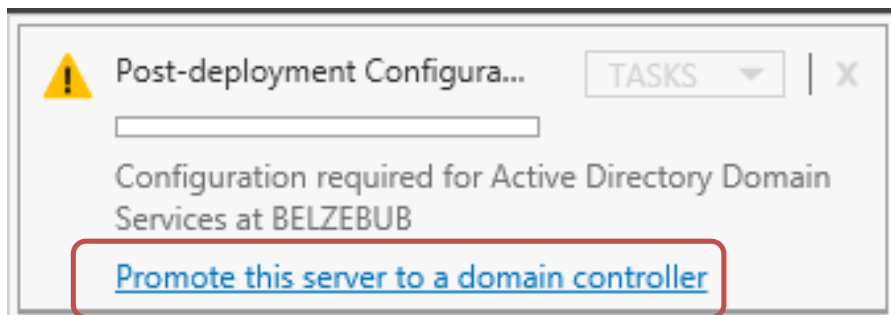 Post-deployment Configura...
TASKS
X
Configuration required for Active Directory Domain
Services at BELZEBUB
Promote this server to a domain controller